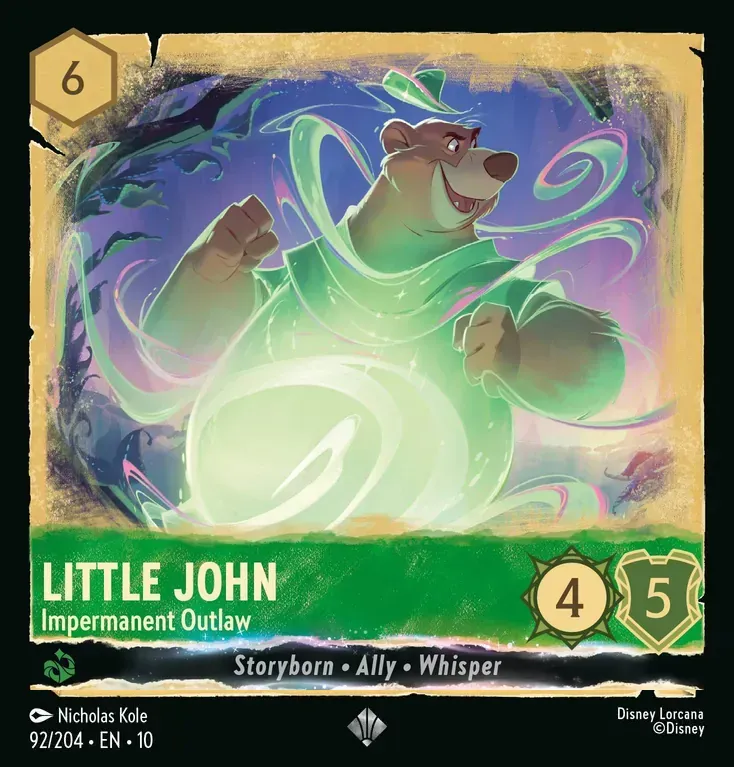 6
LITTLE JOHN
Impermanent Outlaw
4 5
Storyborn • Ally • Whisper
Nicholas Kole
Disney Lorcana
92/204 • EN • 10
©Disney